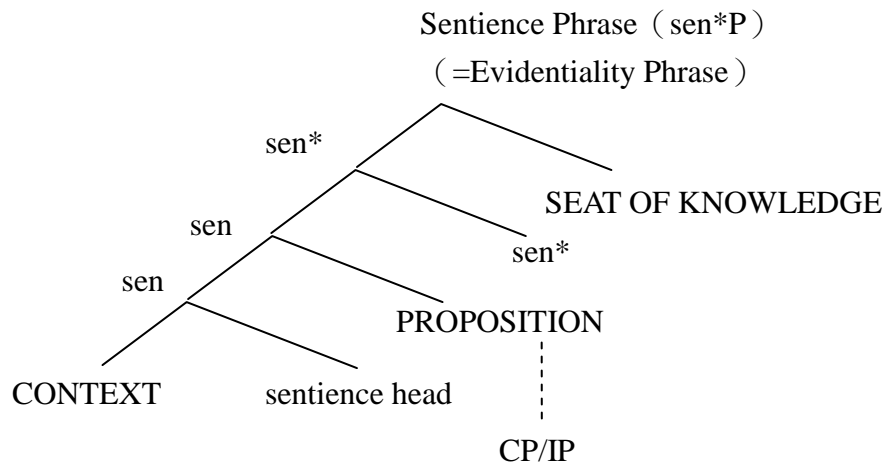 Sentience Phrase（sen*P）
（=Evidentiality Phrase）
sen*
SEAT OF KNOWLEDGE
sen
sen*
sen
PROPOSITION
CONTEXT
sentience head
CP/IP